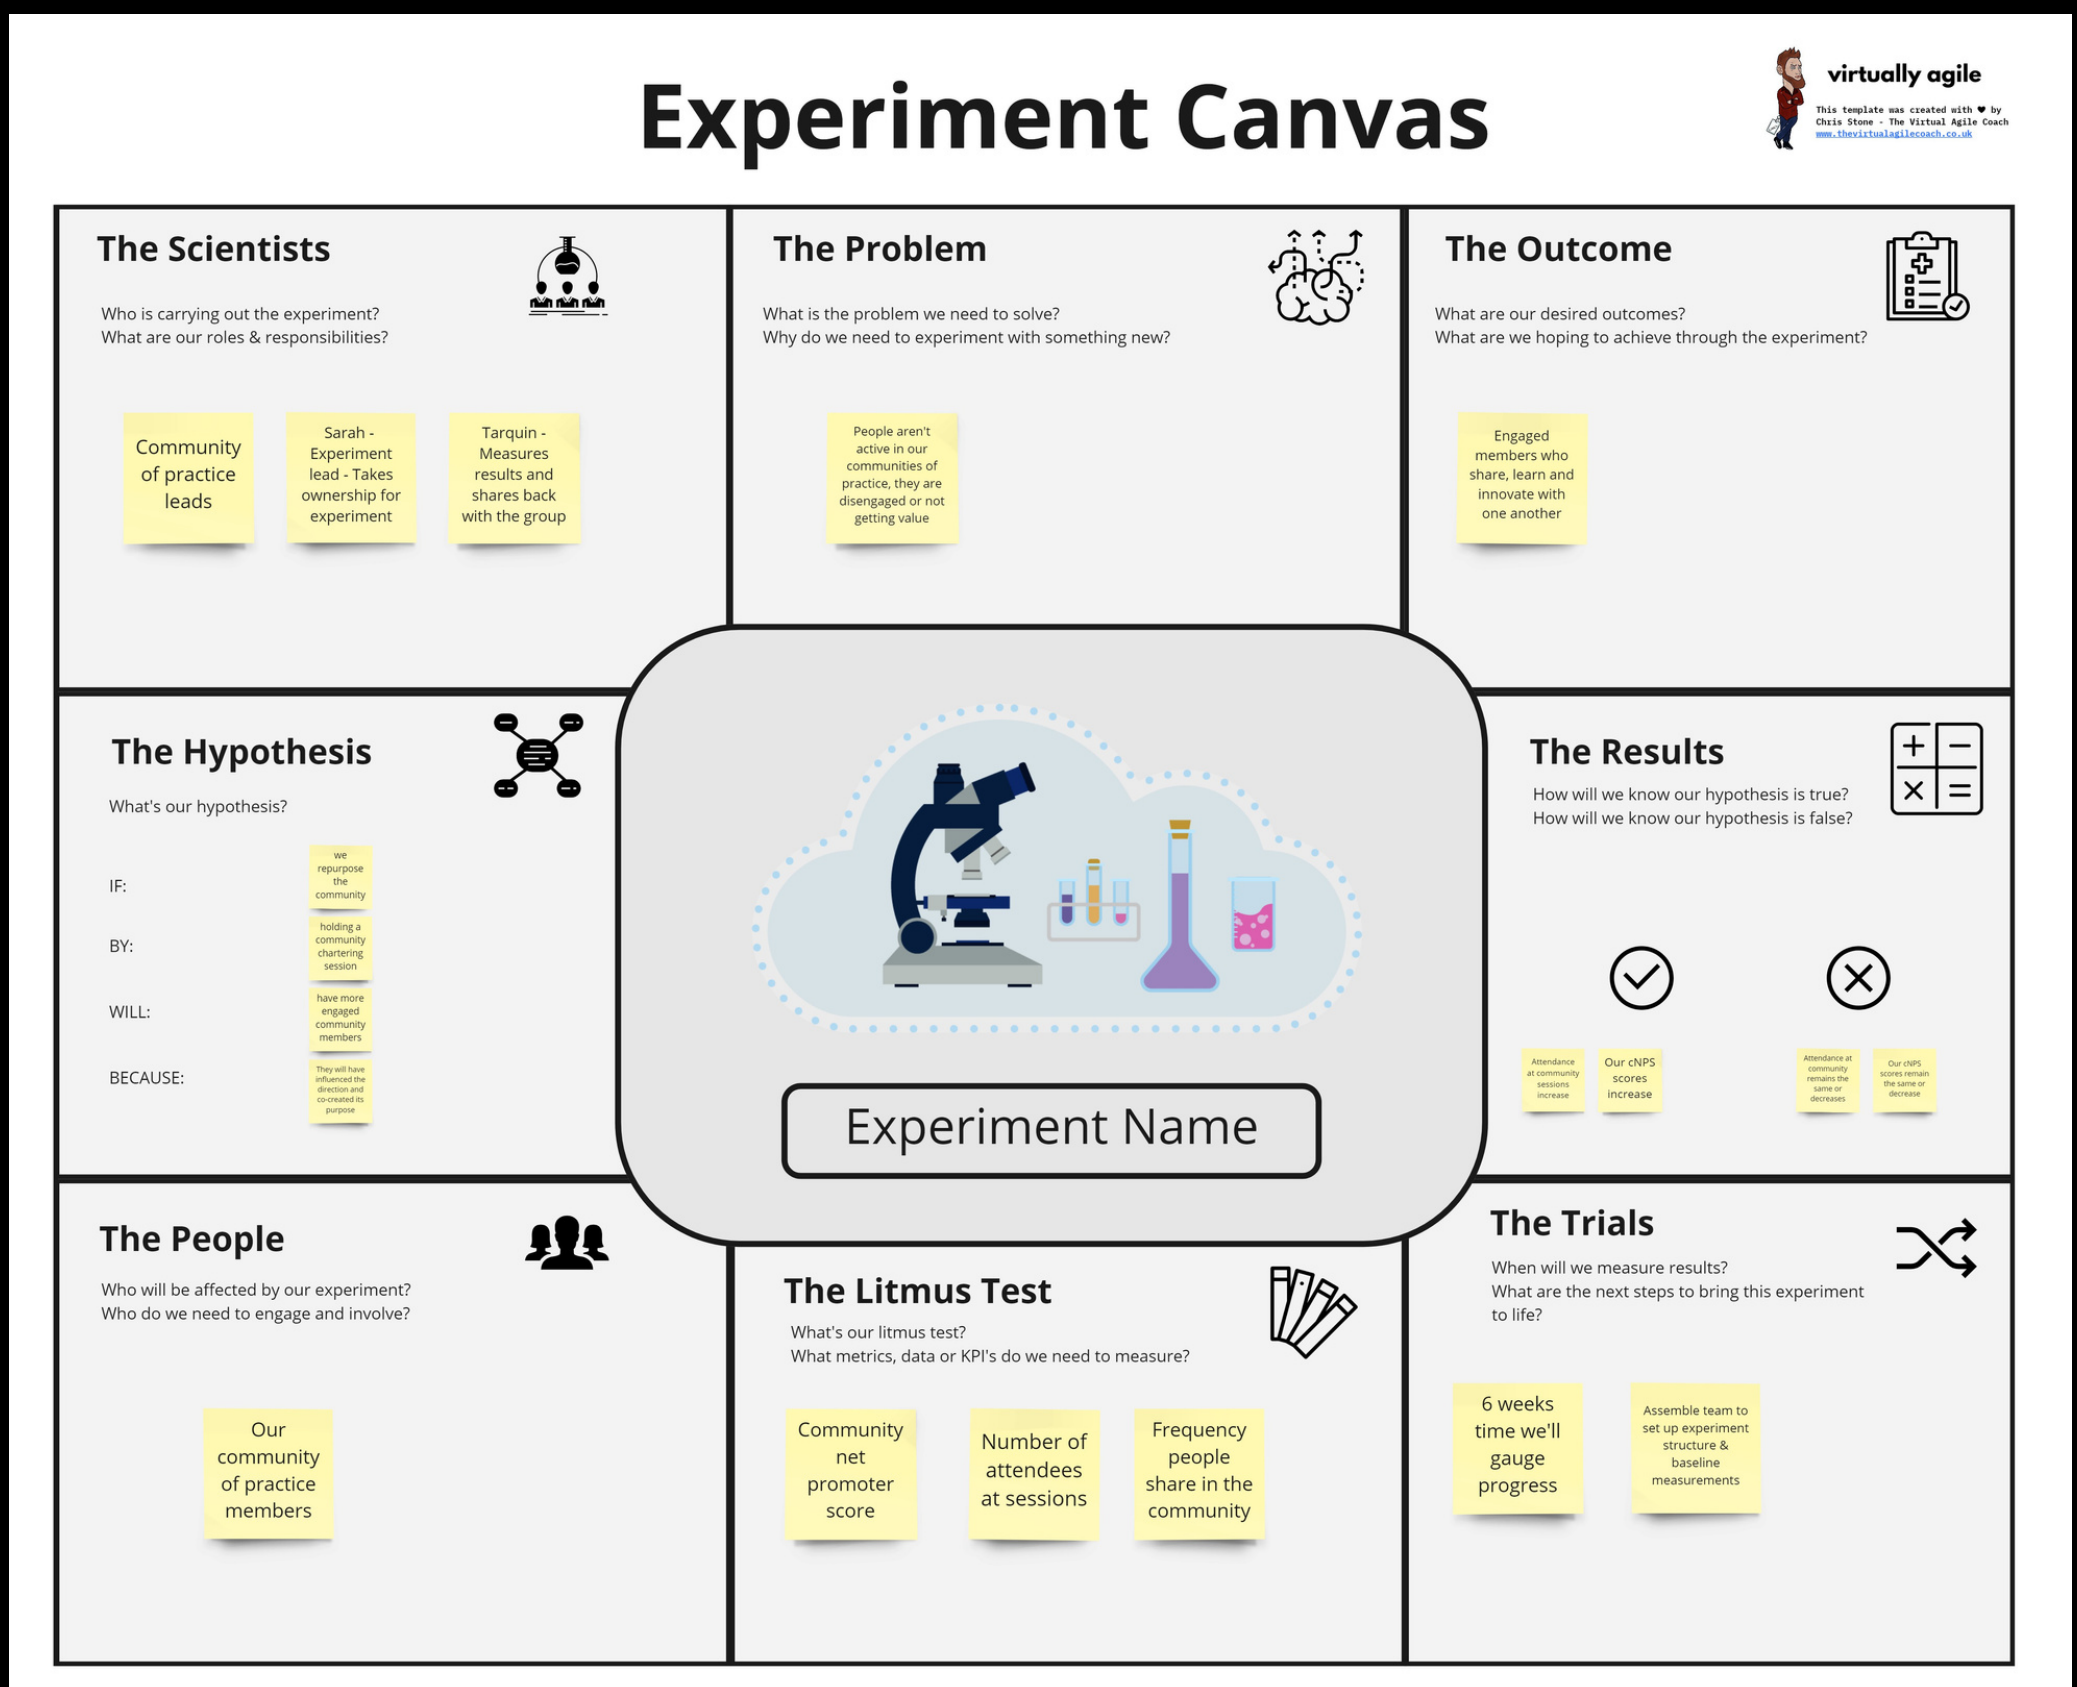 Experiment Canvas
virtually agile
This template was created with ♥ by
Chris Stone - The Virtual Agile Coach
www.thevirtualagilecoach.co.uk
The Scientists
Who is carrying out the experiment?
What are our roles & responsibilities?
Community
of practice
leads
Sarah -
Experiment
lead - Takes
ownership for
experiment
Tarquin -
Measures
results and
shares back
with the group
The Problem
What is the problem we need to solve?
Why do we need to experiment with something new?
People aren't
active in our
communities of
practice, they are
disengaged or not
getting value
The Outcome
What are our desired outcomes?
What are we hoping to achieve through the experiment?
Engaged
members who
share, learn and
innovate with
one another
The Hypothesis
What's our hypothesis?
IF:
we
repurpose
the
community
BY:
holding a
community
chartering
session
WILL:
have more
engaged
community
members
BECAUSE:
They will have
influenced the
direction and
co-created its
purpose
Experiment Name
The Results
How will we know our hypothesis is true?
How will we know our hypothesis is false?
Attendance
at community
sessions
increase
Our cNPS
scores
increase
Attendance at
community
remains the
same or
decreases
Our cNPS
scores remain
the same or
decrease
The People
Who will be affected by our experiment?
Who do we need to engage and involve?
Our
community
of practice
members
The Litmus Test
What's our litmus test?
What metrics, data or KPI's do we need to measure?
Community
net
promoter
score
Number of
attendees
at sessions
Frequency
people
share in the
community
The Trials
When will we measure results?
What are the next steps to bring this experiment
to life?
6 weeks
time we'll
gauge
progress
Assemble team to
set up experiment
structure &
baseline
measurements